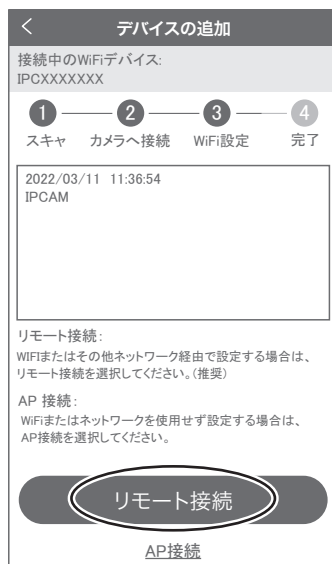 デバイスの追加
接続中のWiFiデバイス:
IPCXXXXXXX
1 2 3 4
スキャ カメラへ接続 WiFi設定 完了
2022/03/11 11:36:54
IPCAM
リモート接続:
WIFIまたはその他ネットワーク経由で設定する場合は、
リモート接続を選択してください。(推奨)
AP 接続:
WiFiまたはネットワークを使用せず設定する場合は、
AP接続を選択してください。
リモート接続
AP接続